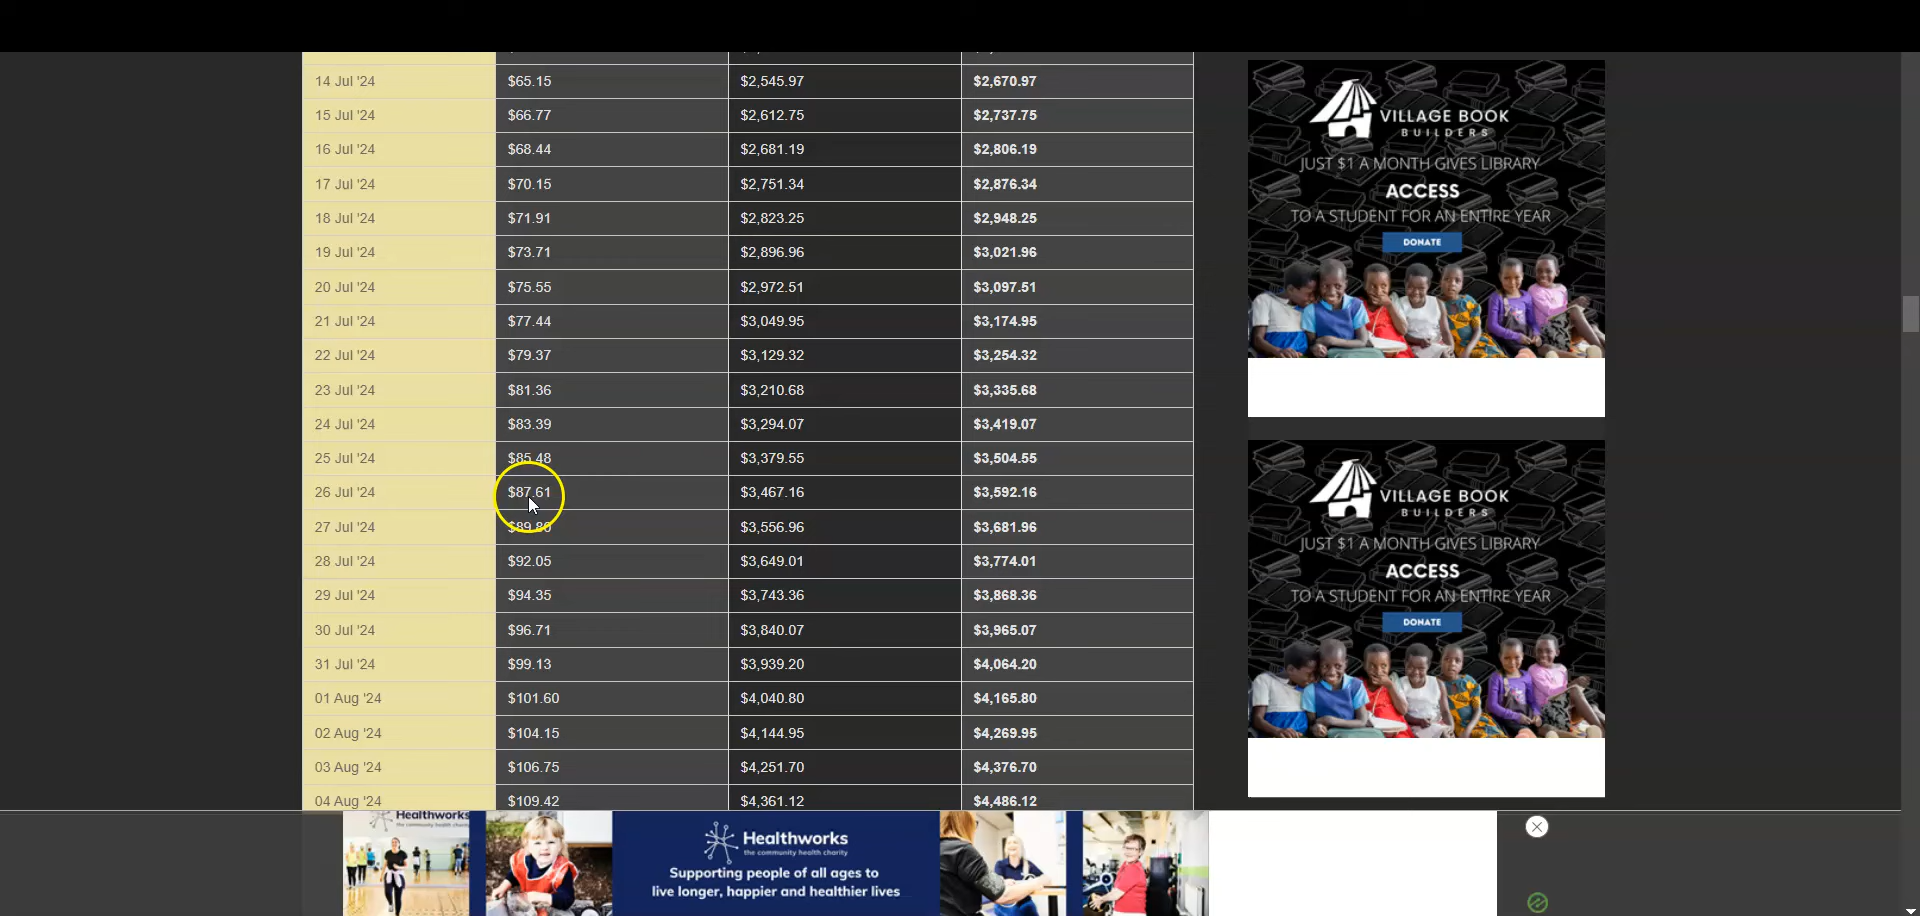 14 Jul '24 $65.15 $2,545.97 $2,670.97
15 Jul '24 $66.77 $2,612.75 $2,737.75
16 Jul '24 $68.44 $2,681.19 $2,806.19
17 Jul '24 $70.15 $2,751.34 $2,876.34
18 Jul '24 $71.91 $2,823.25 $2,948.25
19 Jul '24 $73.71 $2,896.96 $3,021.96
20 Jul '24 $75.55 $2,972.51 $3,097.51
21 Jul '24 $77.44 $3,049.95 $3,174.95
22 Jul '24 $79.37 $3,129.32 $3,254.32
23 Jul '24 $81.36 $3,210.68 $3,335.68
24 Jul '24 $83.39 $3,294.07 $3,419.07
25 Jul '24 $85.48 $3,379.55 $3,504.55
26 Jul '24 $87.61 $3,467.16 $3,592.16
27 Jul '24 $89.80 $3,556.96 $3,681.96
28 Jul '24 $92.05 $3,649.01 $3,774.01
29 Jul '24 $94.35 $3,743.36 $3,868.36
30 Jul '24 $96.71 $3,840.07 $3,965.07
31 Jul '24 $99.13 $3,939.20 $4,064.20
01 Aug '24 $101.60 $4,040.80 $4,165.80
02 Aug '24 $104.15 $4,144.95 $4,269.95
03 Aug '24 $106.75 $4,251.70 $4,376.70
04 Aug '24 $109.42 $4,361.12 $4,486.12
VILLAGE BOOK
BUILDERS
JUST $1 A MONTH GIVES LIBRARY
ACCESS
TO A STUDENT FOR AN ENTIRE YEAR
DONATE
VILLAGE BOOK
BUILDERS
JUST $1 A MONTH GIVES LIBRARY
ACCESS
TO A STUDENT FOR AN ENTIRE YEAR
DONATE
Healthworks
the community health charity
Healthworks
the community health charity
Supporting people of all ages to
live longer, happier and healthier lives